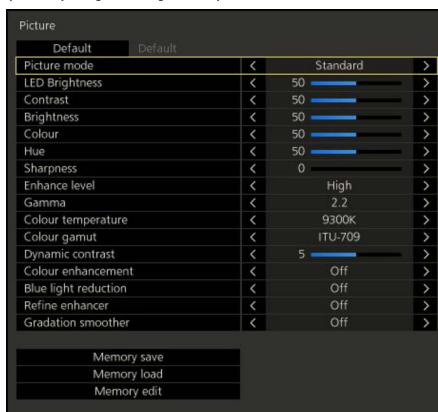 Picture
Default Default
Picture mode < Standard >
LED Brightness < 50 >
Contrast < 50 >
Brightness < 50 >
Colour < 50 >
Hue < 50 >
Sharpness < 0 >
Enhance level < High >
Gamma < 2.2 >
Colour temperature < 9300K >
Colour gamut < ITU-709 >
Dynamic contrast < 5 >
Colour enhancement < Off >
Blue light reduction < Off >
Refine enhancer < Off >
Gradation smoother < Off >
Memory save
Memory load
Memory edit